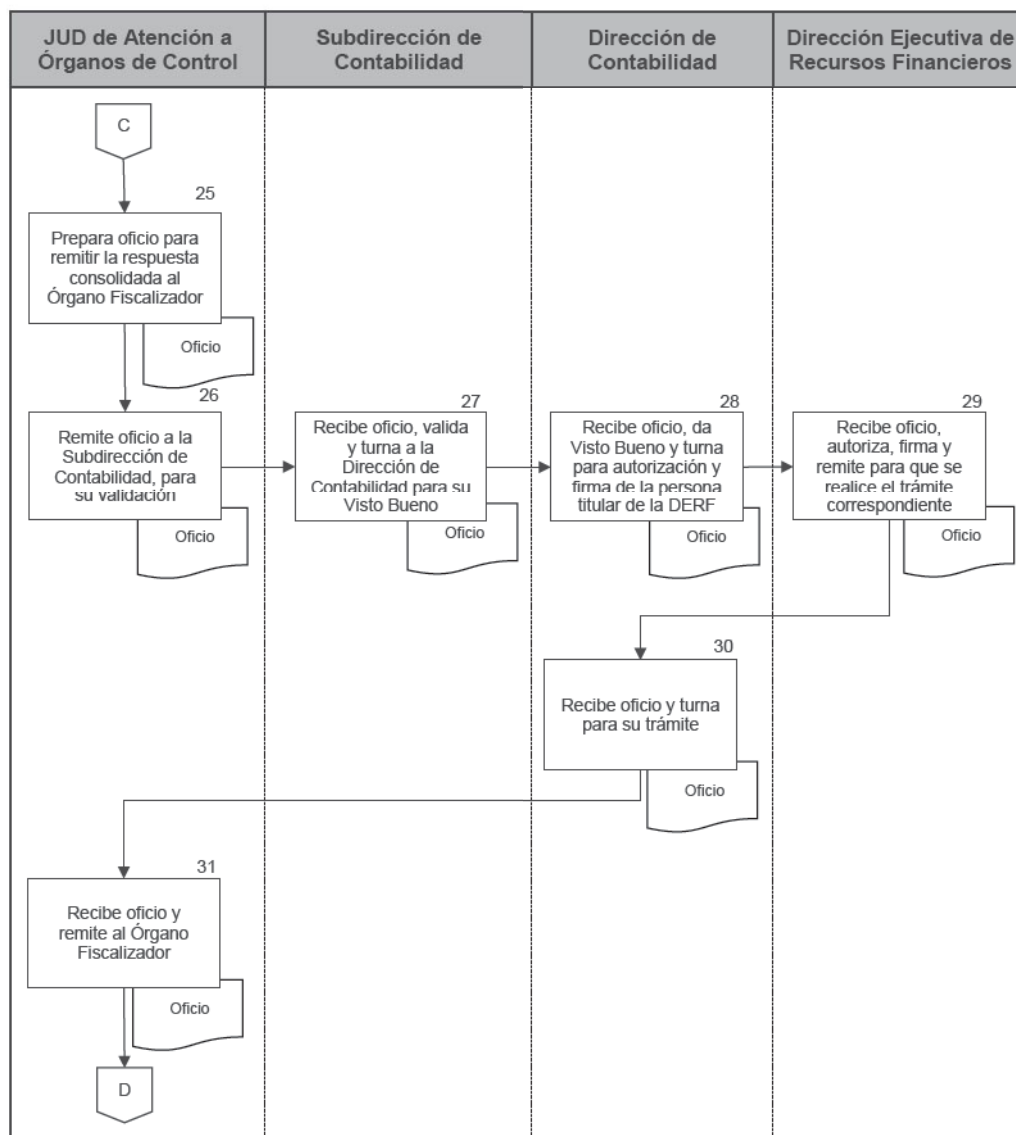 JUD de Atención a
Órganos de Control
Subdirección de
Contabilidad
Dirección de
Contabilidad
Dirección Ejecutiva de
Recursos Financieros
C
25
Prepara oficio para
remitir la respuesta
consolidada al
Órgano Fiscalizador
Oficio
26
Remite oficio a la
Subdirección de
Contabilidad, para
su validación
Oficio
27
Recibe oficio, valida
y turna a la
Dirección de
Contabilidad para su
Visto Bueno
Oficio
28
Recibe oficio, da
Visto Bueno y turna
para autorización y
firma de la persona
titular de la DERF
Oficio
29
Recibe oficio,
autoriza, firma y
remite para que se
realice el trámite
correspondiente
Oficio
30
Recibe oficio y turna
para su trámite
Oficio
31
Recibe oficio y
remite al Órgano
Fiscalizador
Oficio
D